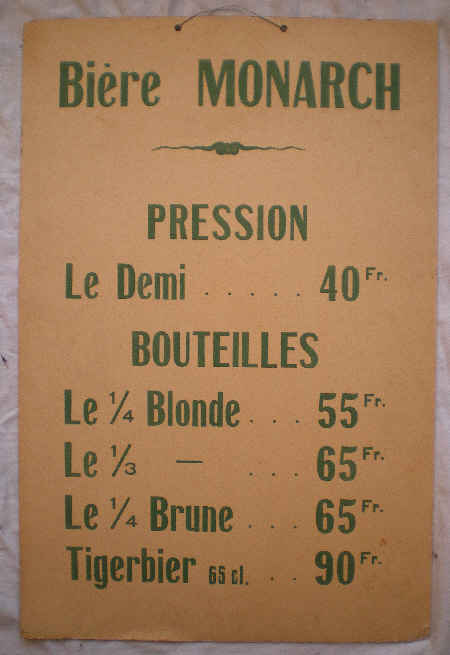 Bière MONARCH
PRESSION
Le Demi ..... 40 Fr.
BOUTEILLES
Le 1/4 Blonde ... 55 Fr.
Le 1/3 — ... 65 Fr.
Le 1/4 Brune ... 65 Fr.
Tigerbier 65 cl. .. 90 Fr.